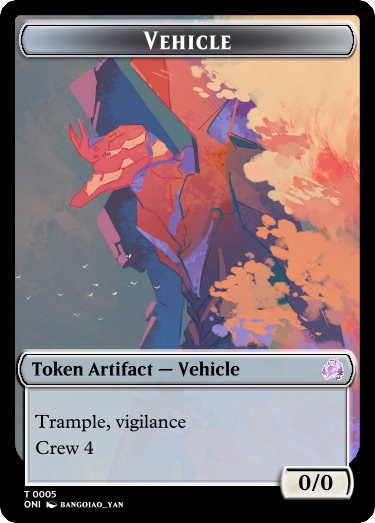 Vehicle
Token Artifact — Vehicle
Trample, vigilance
Crew 4
0/0
T 0005
ONI BANGOIAO_YAN